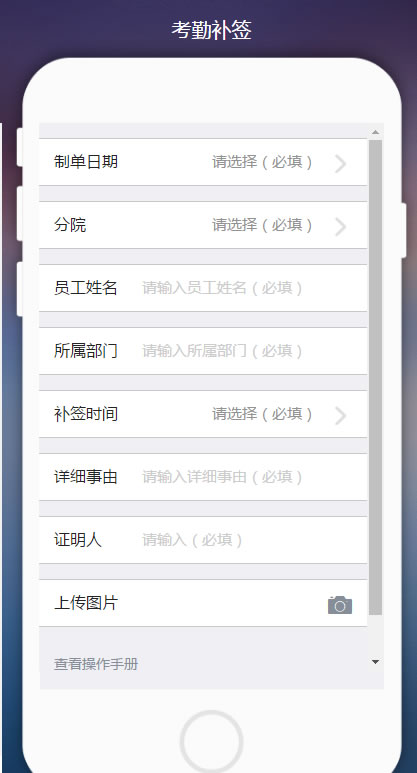 考勤补签
制单日期 请选择（必填）
分院 请选择（必填）
员工姓名 请输入员工姓名（必填）
所属部门 请输入所属部门（必填）
补签时间 请选择（必填）
详细事由 请输入详细事由（必填）
证明人 请输入（必填）
上传图片
查看操作手册